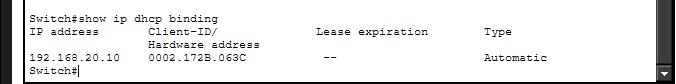 Switch#show ip dhcp binding
IP address       Client-ID/              Lease expiration        Type
                 Hardware address
192.168.20.10    0002.172B.063C           --                     Automatic
Switch#